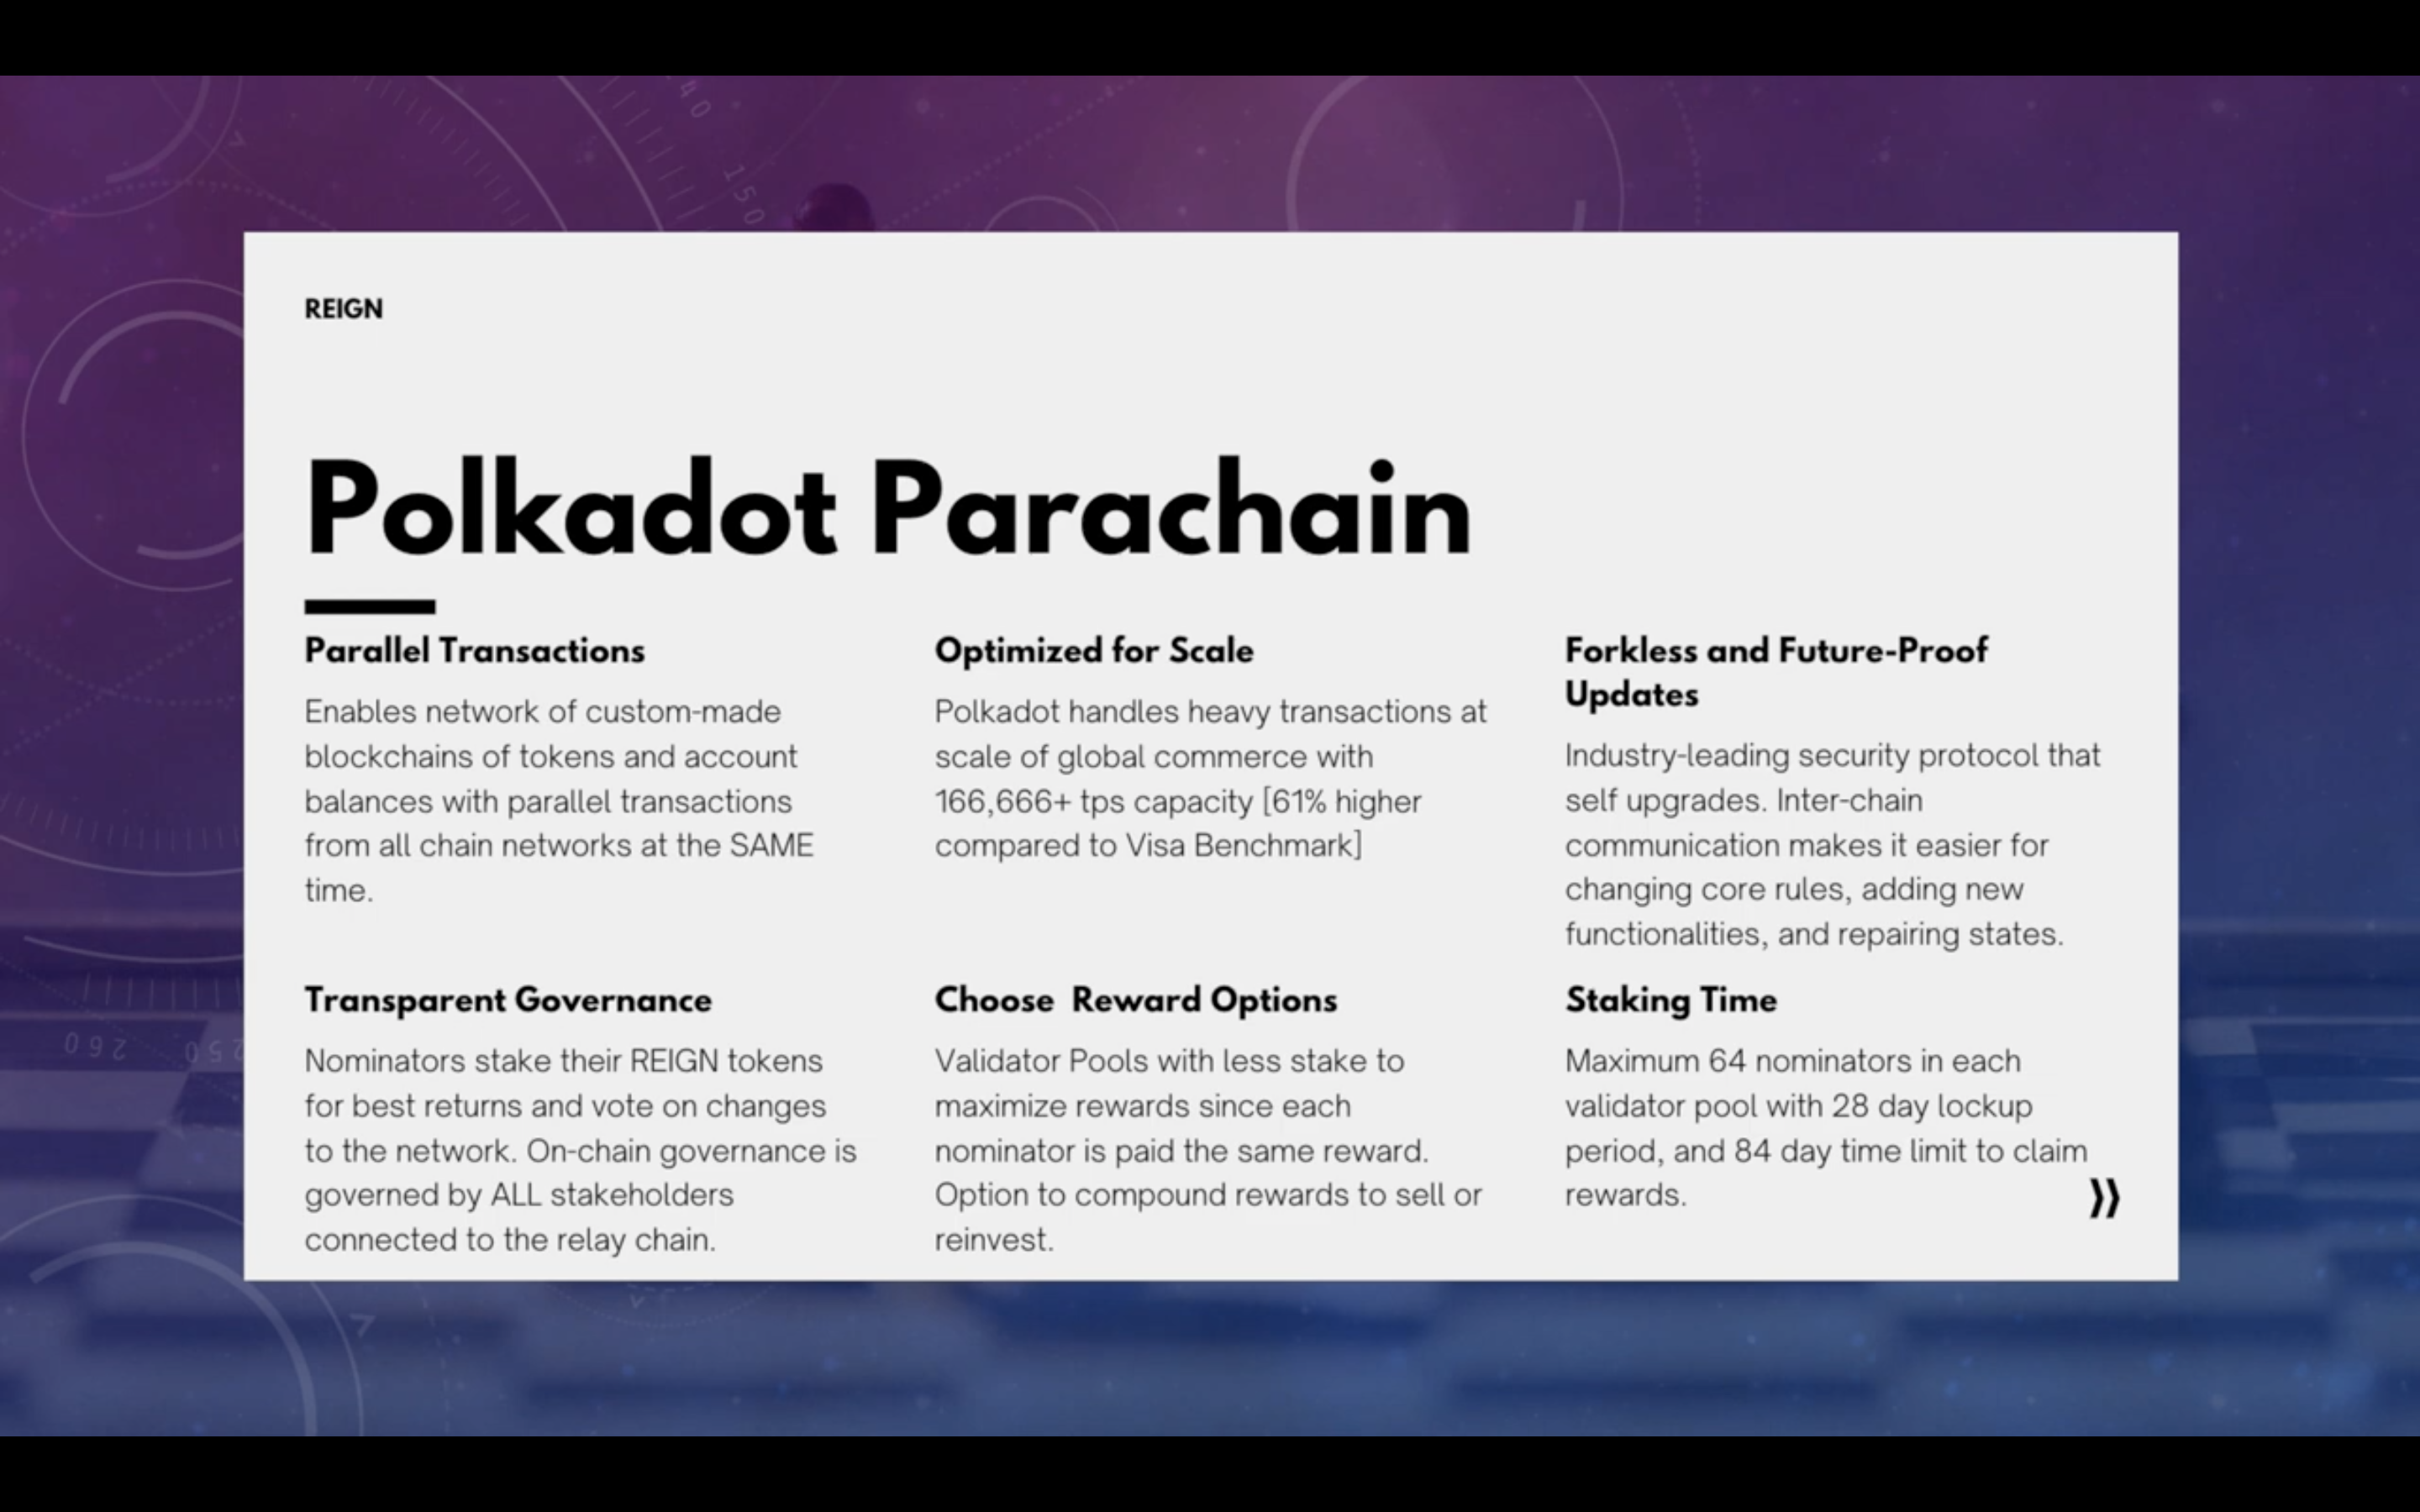 REIGN
Polkadot Parachain
Parallel Transactions
Enables network of custom-made
blockchains of tokens and account
balances with parallel transactions
from all chain networks at the SAME
time.
Optimized for Scale
Polkadot handles heavy transactions at
scale of global commerce with
166,666+ tps capacity [61% higher
compared to Visa Benchmark]
Forkless and Future-Proof
Updates
Industry-leading security protocol that
self upgrades. Inter-chain
communication makes it easier for
changing core rules, adding new
functionalities, and repairing states.
Transparent Governance
Nominators stake their REIGN tokens
for best returns and vote on changes
to the network. On-chain governance is
governed by ALL stakeholders
connected to the relay chain.
Choose  Reward Options
Validator Pools with less stake to
maximize rewards since each
nominator is paid the same reward.
Option to compound rewards to sell or
reinvest.
Staking Time
Maximum 64 nominators in each
validator pool with 28 day lockup
period, and 84 day time limit to claim
rewards.
40
150
260
250